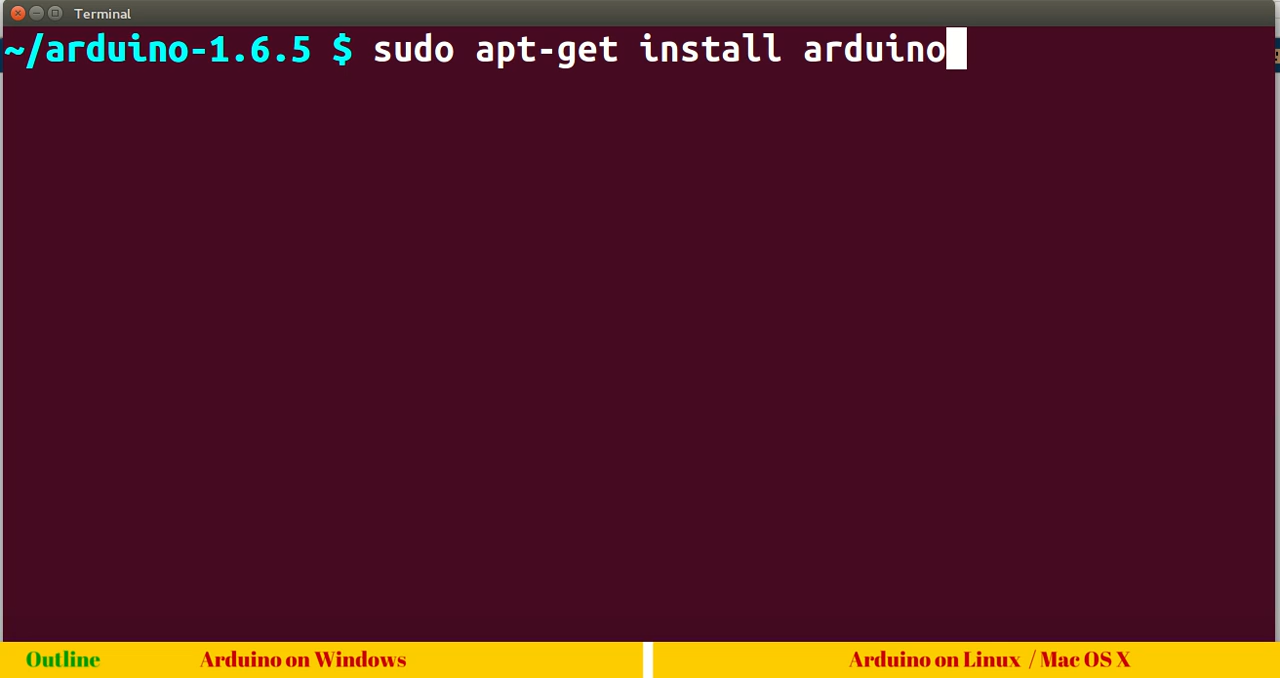 Terminal
~/arduino-1.6.5 $ sudo apt-get install arduino
Outline Arduino on Windows Arduino on Linux / Mac OS X